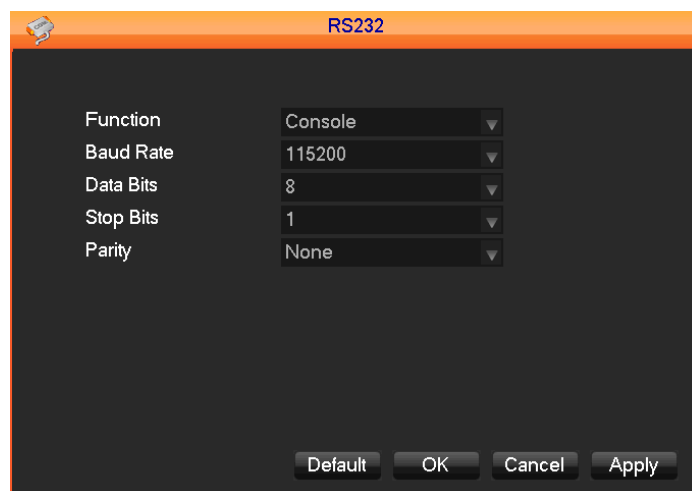 RS232
Function Console
Baud Rate 115200
Data Bits 8
Stop Bits 1
Parity None
Default OK Cancel Apply